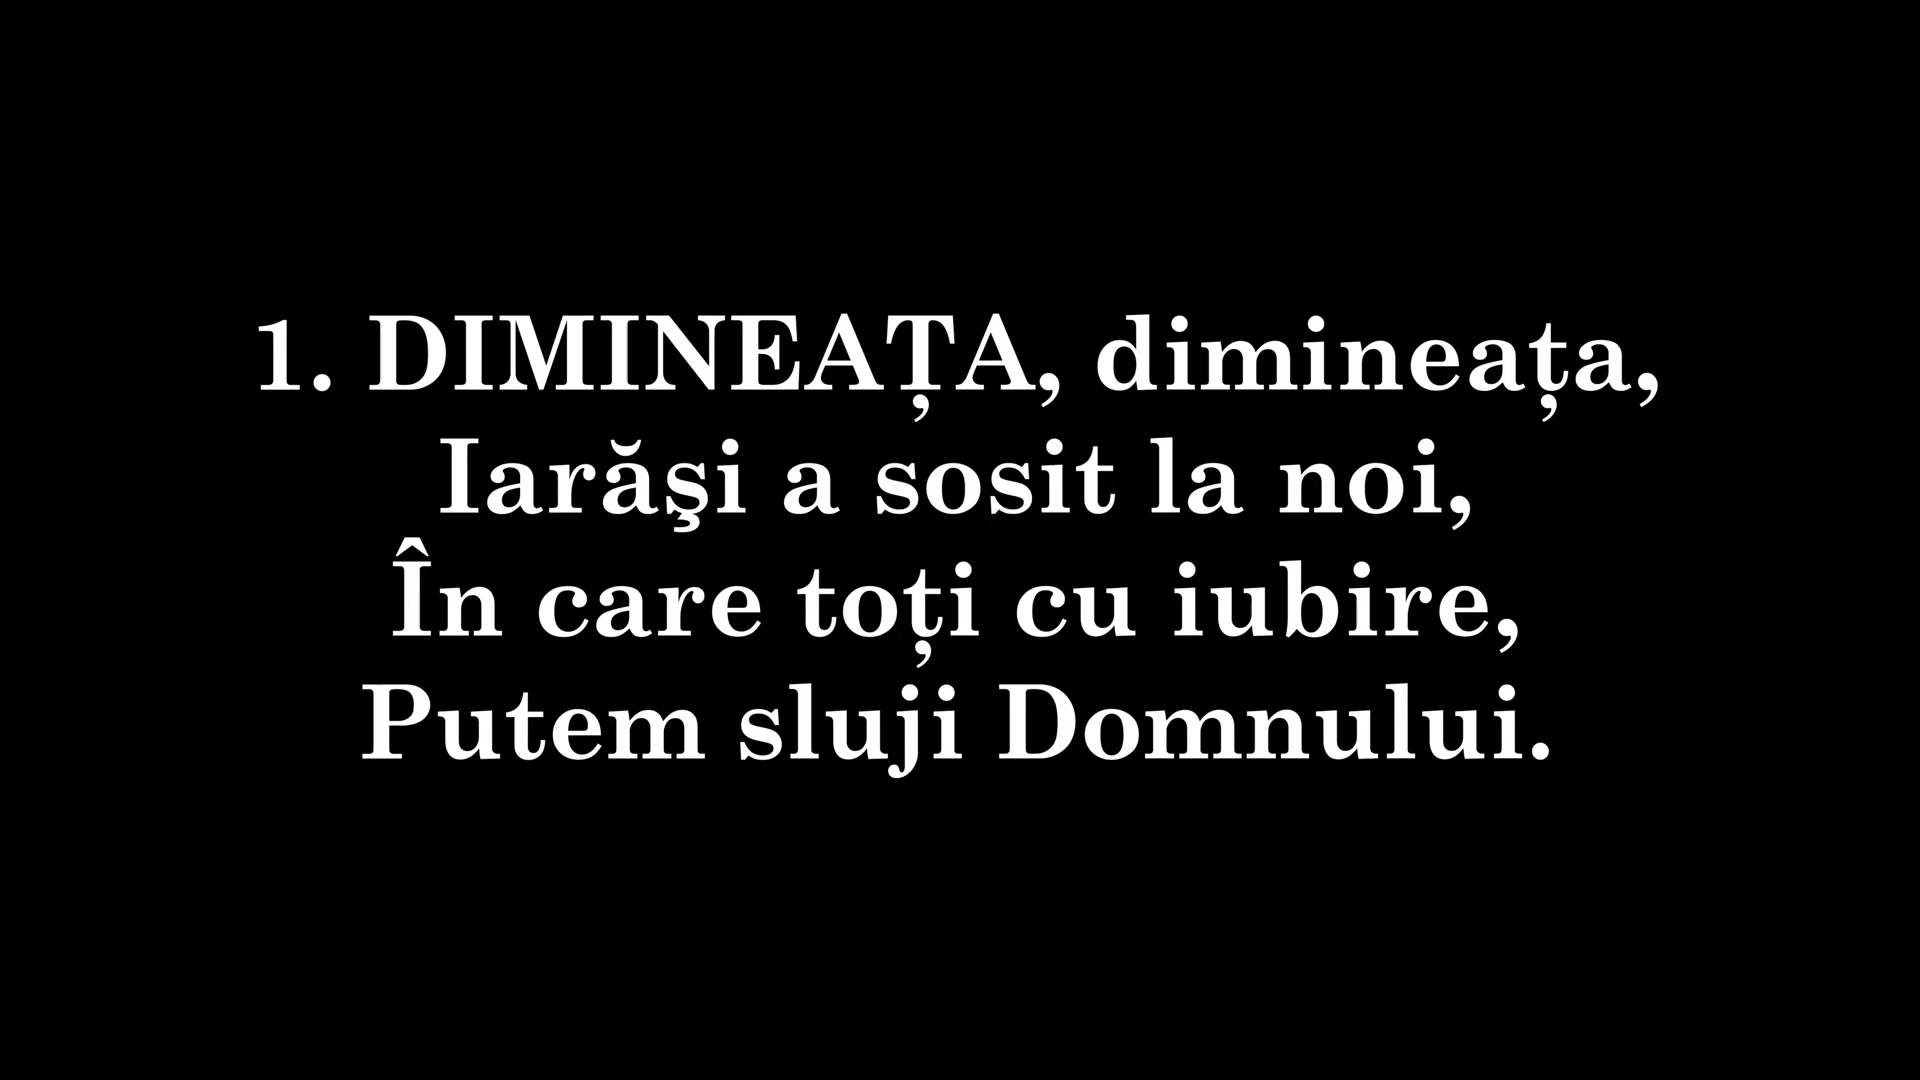 1. DIMINEAȚA, dimineața,
Iarăşi a sosit la noi,
În care toți cu iubire,
Putem sluji Domnului.